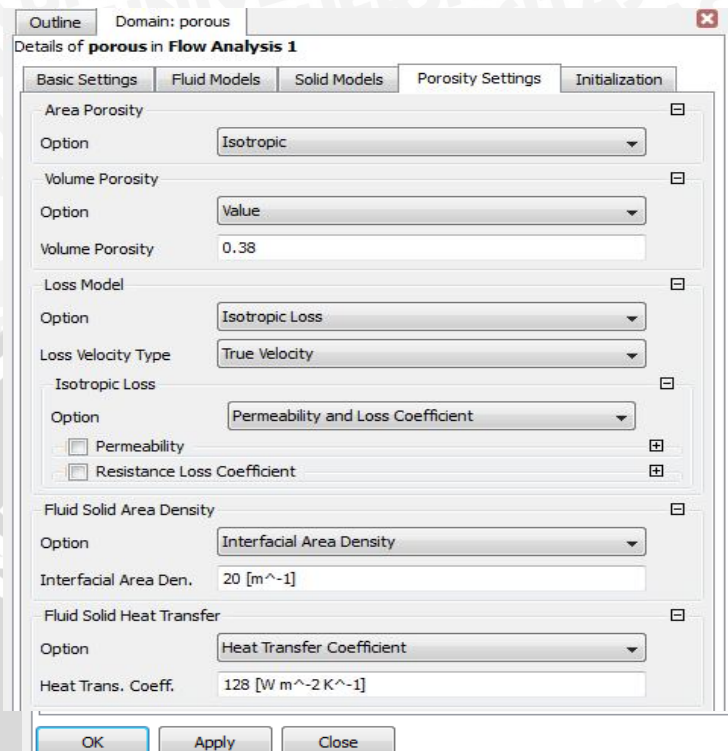 Outline Domain: porous
Details of porous in Flow Analysis 1
Basic Settings Fluid Models Solid Models Porosity Settings Initialization
Area Porosity
Option Isotropic
Volume Porosity
Option Value
Volume Porosity 0.38
Loss Model
Option Isotropic Loss
Loss Velocity Type True Velocity
Isotropic Loss
Option Permeability and Loss Coefficient
Permeability
Resistance Loss Coefficient
Fluid Solid Area Density
Option Interfacial Area Density
Interfacial Area Den. 20 [m^-1]
Fluid Solid Heat Transfer
Option Heat Transfer Coefficient
Heat Trans. Coeff. 128 [W m^-2 K^-1]
OK Apply Close